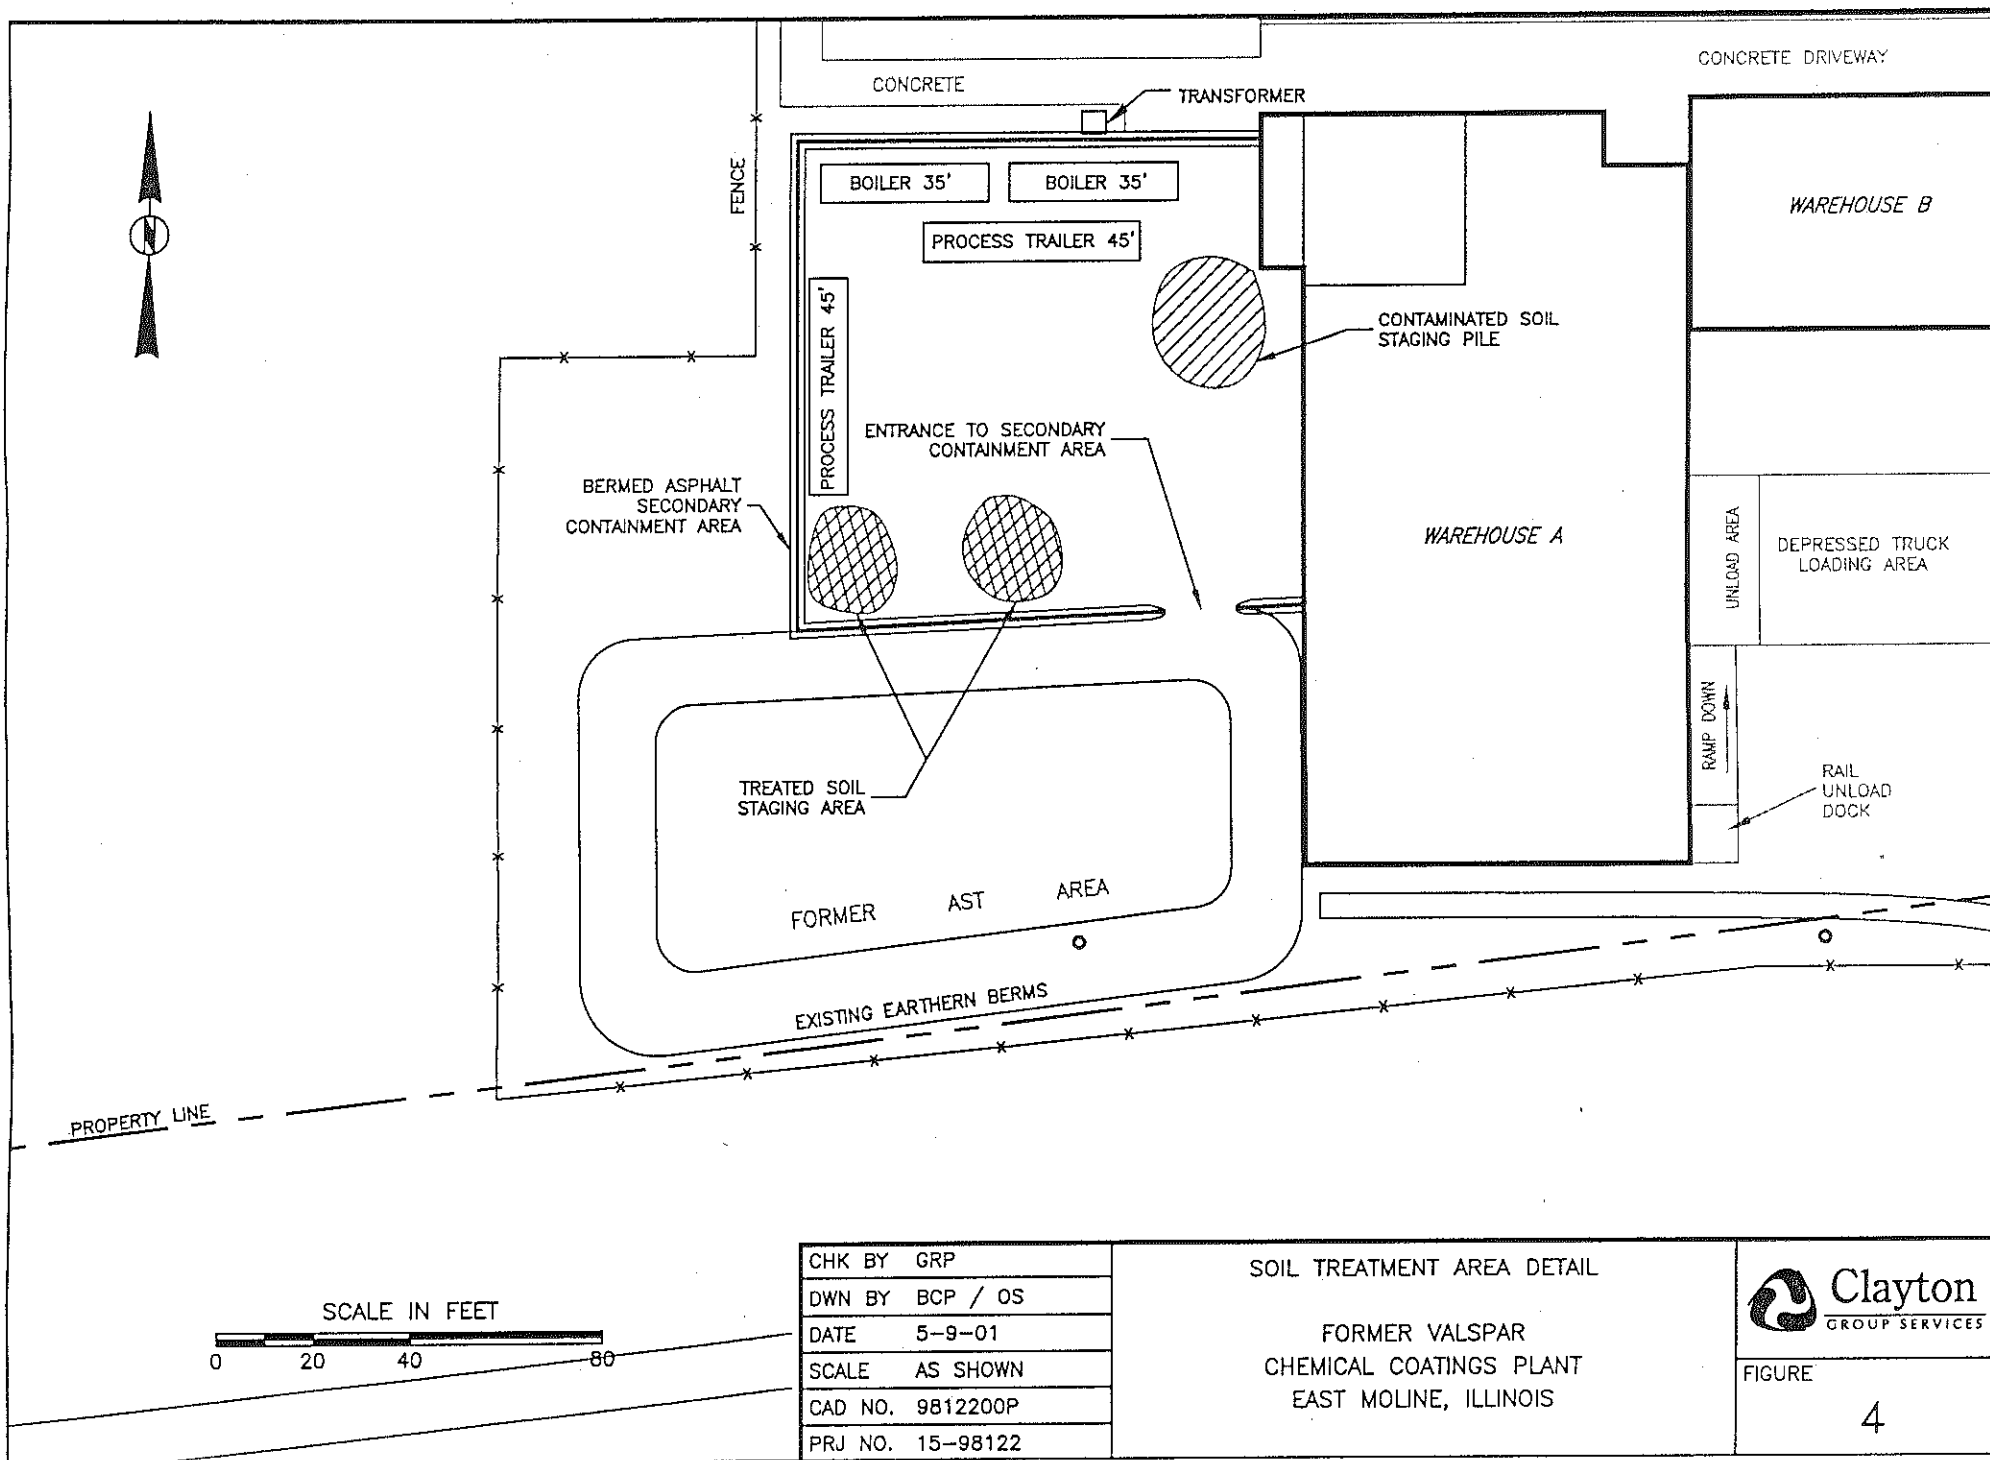 CONCRETE DRIVEWAY
CONCRETE
TRANSFORMER
FENCE
BOILER 35'
BOILER 35'
WAREHOUSE B
PROCESS TRAILER 45'
N
PROCESS TRAILER 45'
CONTAMINATED SOIL
STAGING PILE
ENTRANCE TO SECONDARY
CONTAINMENT AREA
BERMED ASPHALT
SECONDARY
CONTAINMENT AREA
WAREHOUSE A
UNLOAD AREA
DEPRESSED TRUCK
LOADING AREA
RAMP DOWN
TREATED SOIL
STAGING AREA
RAIL
UNLOAD
DOCK
FORMER AST AREA
EXISTING EARTHERN BERMS
PROPERTY LINE
SCALE IN FEET
0 20 40 80
CHK BY GRP
DWN BY BCP / OS
DATE 5-9-01
SCALE AS SHOWN
CAD NO. 9812200P
PRJ NO. 15-98122
SOIL TREATMENT AREA DETAIL
FORMER VALSPAR
CHEMICAL COATINGS PLANT
EAST MOLINE, ILLINOIS
Clayton
GROUP SERVICES
FIGURE
4